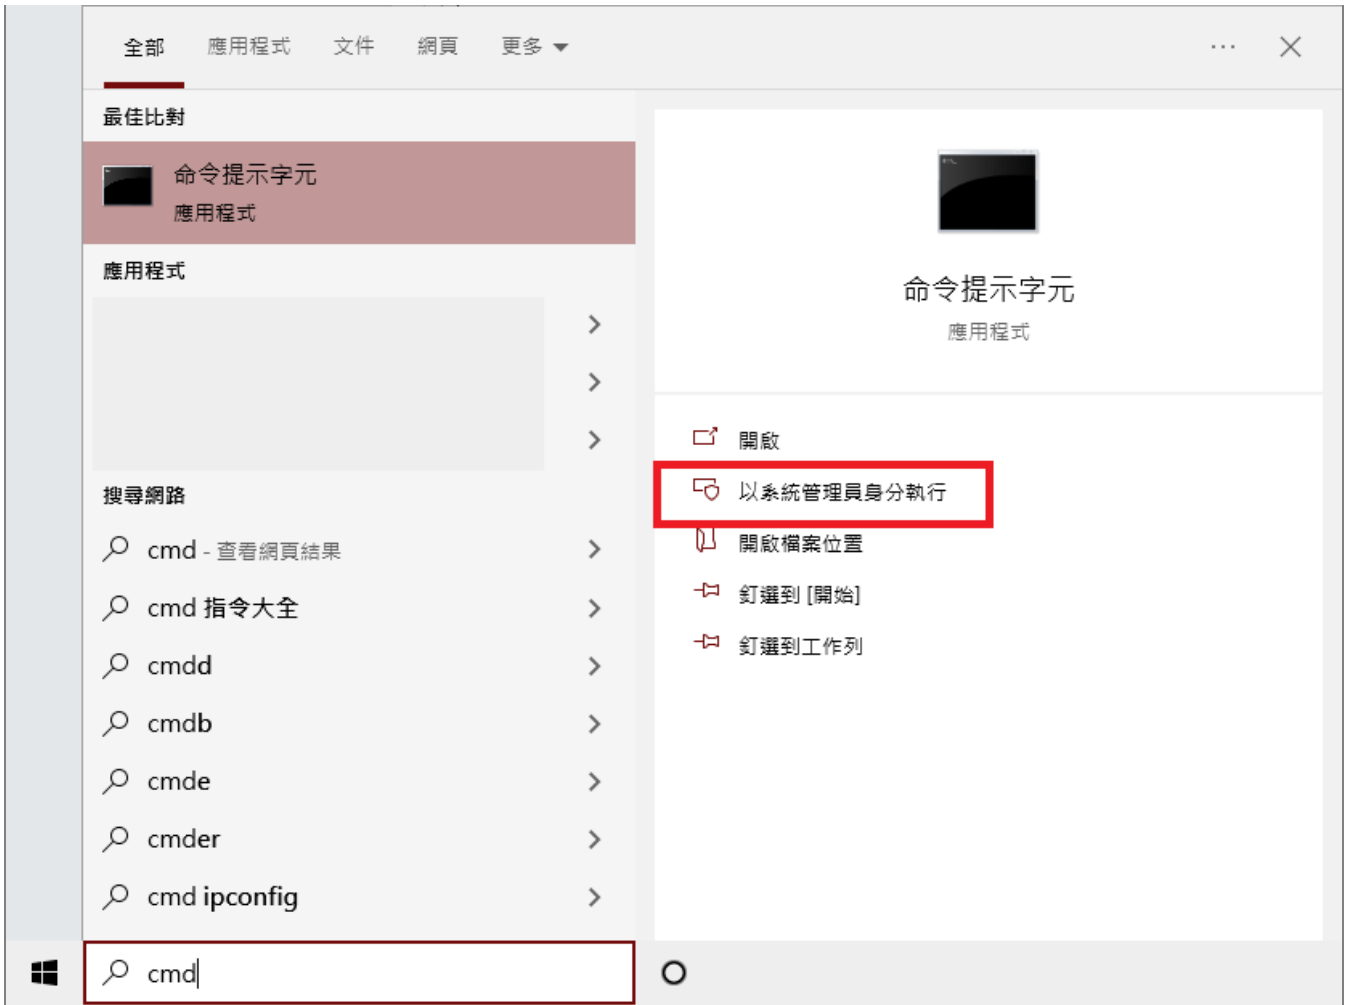 全部 應用程式 文件 網頁 更多
最佳比對
命令提示字元
應用程式
應用程式
搜尋網路
cmd - 查看網頁結果
cmd 指令大全
cmdd
cmdb
cmde
cmder
cmd ipconfig
cmd
命令提示字元
應用程式
開啟
以系統管理員身分執行
開啟檔案位置
釘選到 [開始]
釘選到工作列